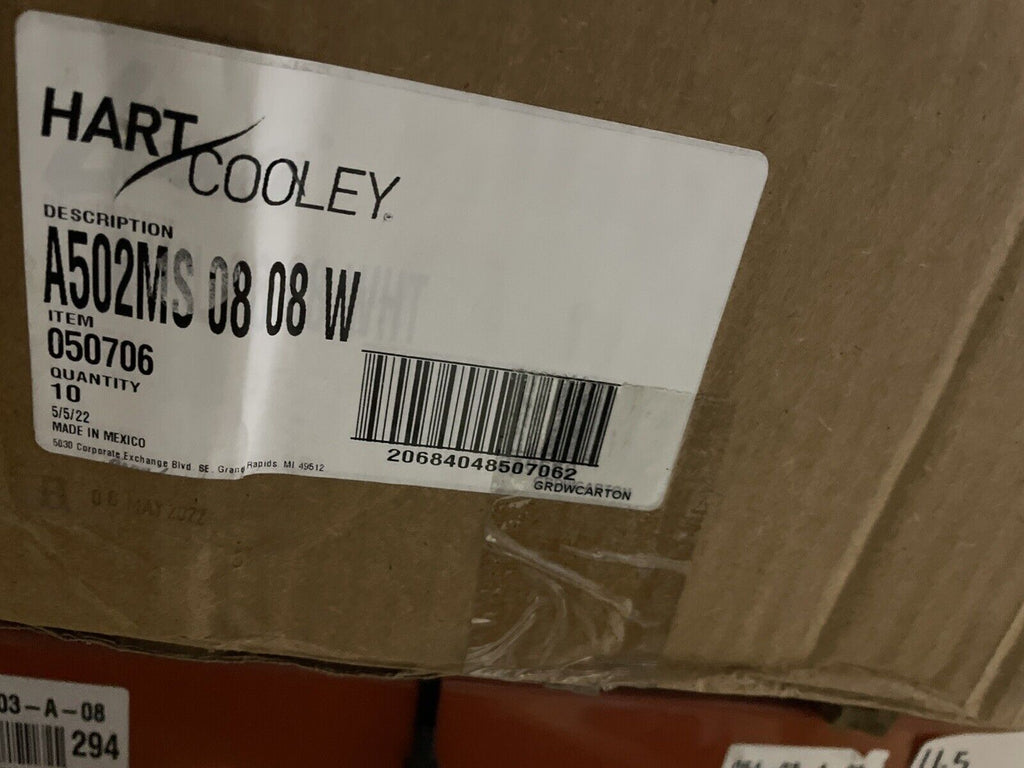 HART
COOLEY
DESCRIPTION
A502MS 08 08 W
ITEM
050706
QUANTITY
10
5/5/22
MADE IN MEXICO
5030 Corporate Exchange Blvd. SE. Grand Rapids MI 49512
20684048507062
GRDWCARTON
08 MAY 2022
03-A-08
294